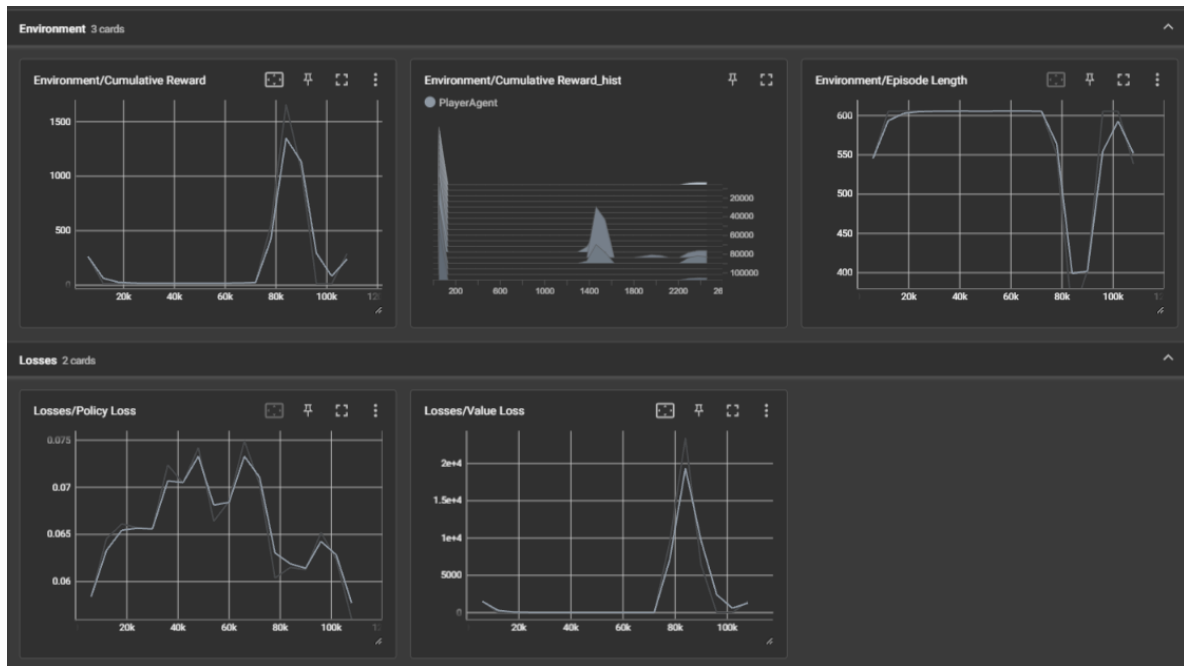 Environment 3 cards
Environment/Cumulative Reward
1500
1000
500
0
20k 40k 60k 80k 100k
Environment/Cumulative Reward_hist
PlayerAgent
20000
40000
60000
80000
100000
200 600 1000 1400 1800 2200 26
Environment/Episode Length
600
550
500
450
400
20k 40k 60k 80k 100k
Losses 2 cards
Losses/Policy Loss
0.075
0.07
0.065
0.06
20k 40k 60k 80k 100k
Losses/Value Loss
2e+4
1.5e+4
1e+4
5000
0
20k 40k 60k 80k 100k